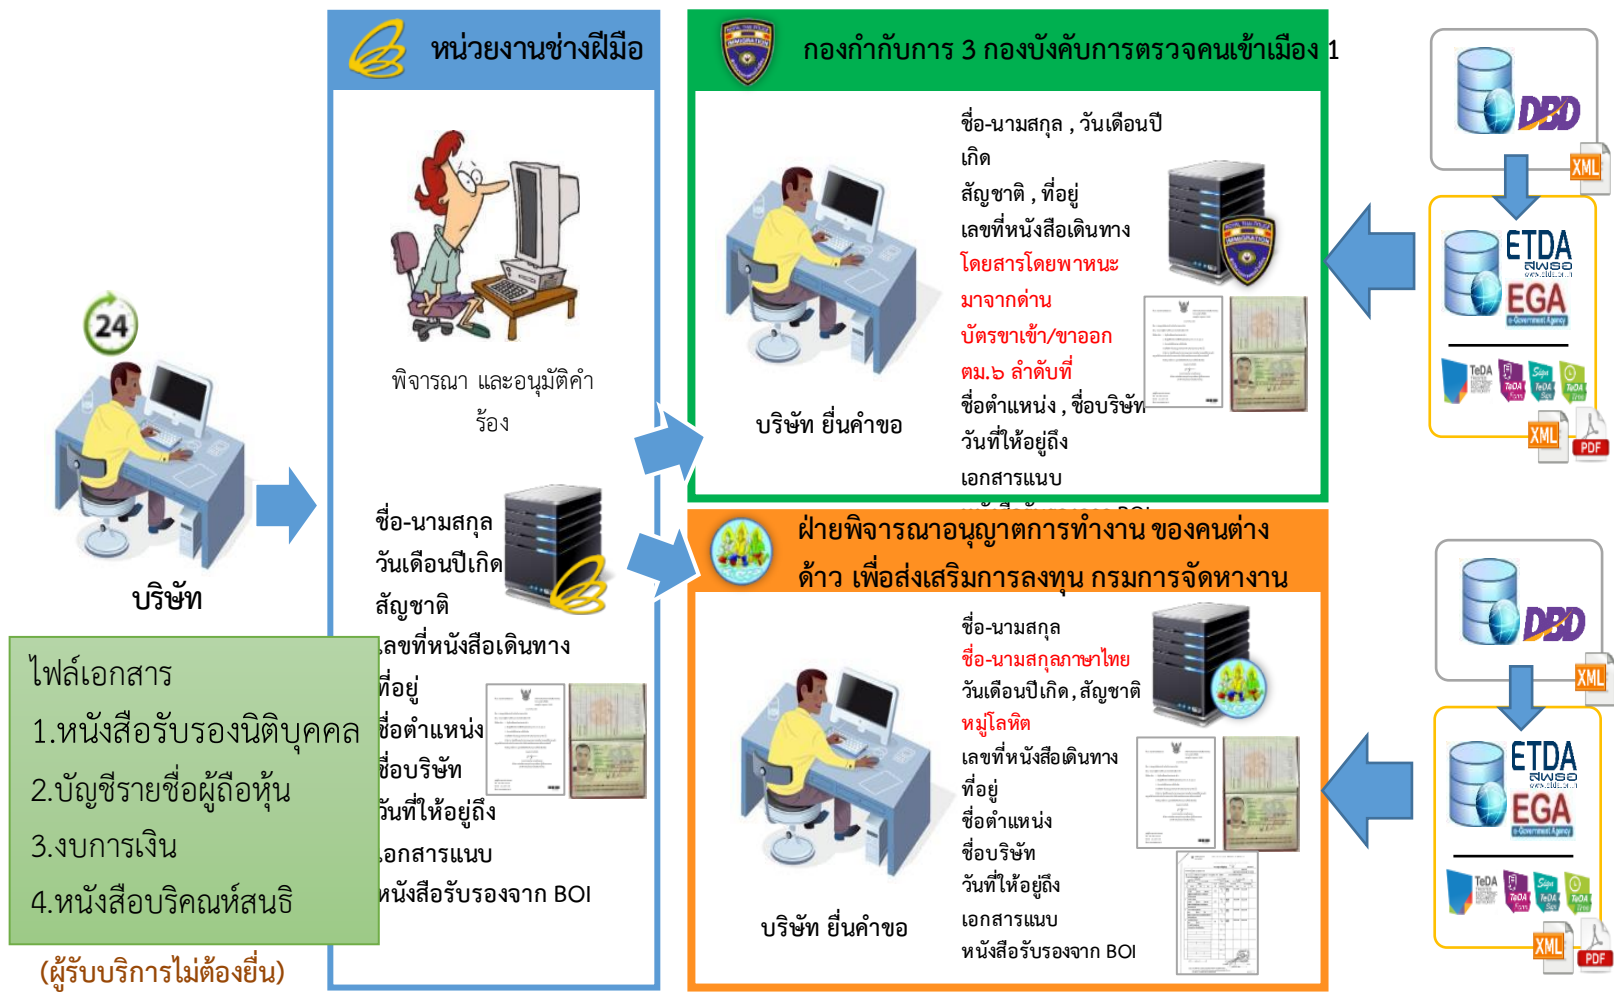 24
บริษัท
ไฟล์เอกสาร
1.หนังสือรับรองนิติบุคคล
2.บัญชีรายชื่อผู้ถือหุ้น
3.งบการเงิน
4.หนังสือบริคณห์สนธิ
(ผู้รับบริการไม่ต้องยื่น)
หน่วยงานช่างฝีมือ
พิจารณา และอนุมัติคำ
ร้อง
ชื่อ-นามสกุล
วันเดือนปีเกิด
สัญชาติ
เลขที่หนังสือเดินทาง
ที่อยู่
ชื่อตำแหน่ง
ชื่อบริษัท
วันที่ให้อยู่ถึง
เอกสารแนบ
หนังสือรับรองจาก BOI
กองกำกับการ 3 กองบังคับการตรวจคนเข้าเมือง 1
บริษัท ยื่นคำขอ
ชื่อ-นามสกุล , วันเดือนปี
เกิด
สัญชาติ , ที่อยู่
เลขที่หนังสือเดินทาง
โดยสารโดยพาหนะ
มาจากด่าน
บัตรขาเข้า/ขาออก
ตม.๖ ลำดับที่
ชื่อตำแหน่ง , ชื่อบริษัท
วันที่ให้อยู่ถึง
เอกสารแนบ
IMMIGRATION
ฝ่ายพิจารณาอนุญาตการทำงาน ของคนต่าง
ด้าว เพื่อส่งเสริมการลงทุน กรมการจัดหางาน
บริษัท ยื่นคำขอ
ชื่อ-นามสกุล
ชื่อ-นามสกุลภาษาไทย
วันเดือนปีเกิด , สัญชาติ
หมู่โลหิต
เลขที่หนังสือเดินทาง
ที่อยู่
ชื่อตำแหน่ง
ชื่อบริษัท
วันที่ให้อยู่ถึง
เอกสารแนบ
หนังสือรับรองจาก BOI
DBD
XML
ETDA
สพธอ
EGA
e-Government Agency
TeDA
XML
PDF
DBD
XML
ETDA
สพธอ
EGA
e-Government Agency
TeDA
XML
PDF